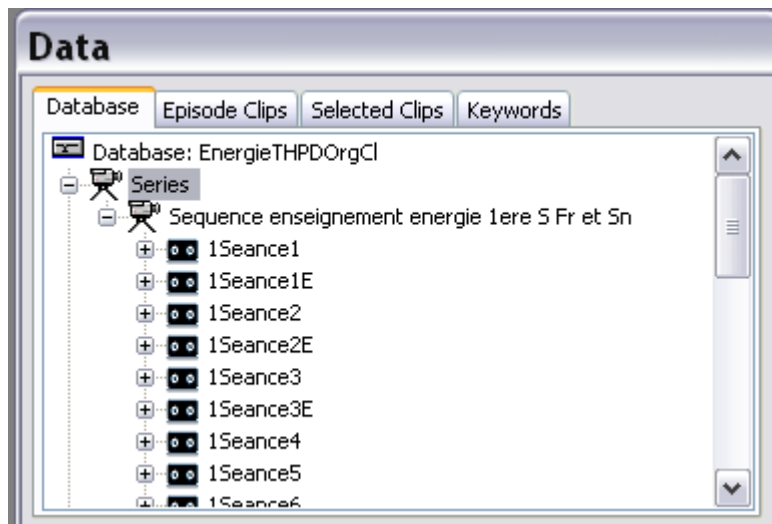 Data
Database Episode Clips Selected Clips Keywords
Database: EnergieTHPDOrgCl
Series
Sequence enseignement energie 1ere S Fr et Sn
1Seance1
1Seance1E
1Seance2
1Seance2E
1Seance3
1Seance3E
1Seance4
1Seance5
1Seance6